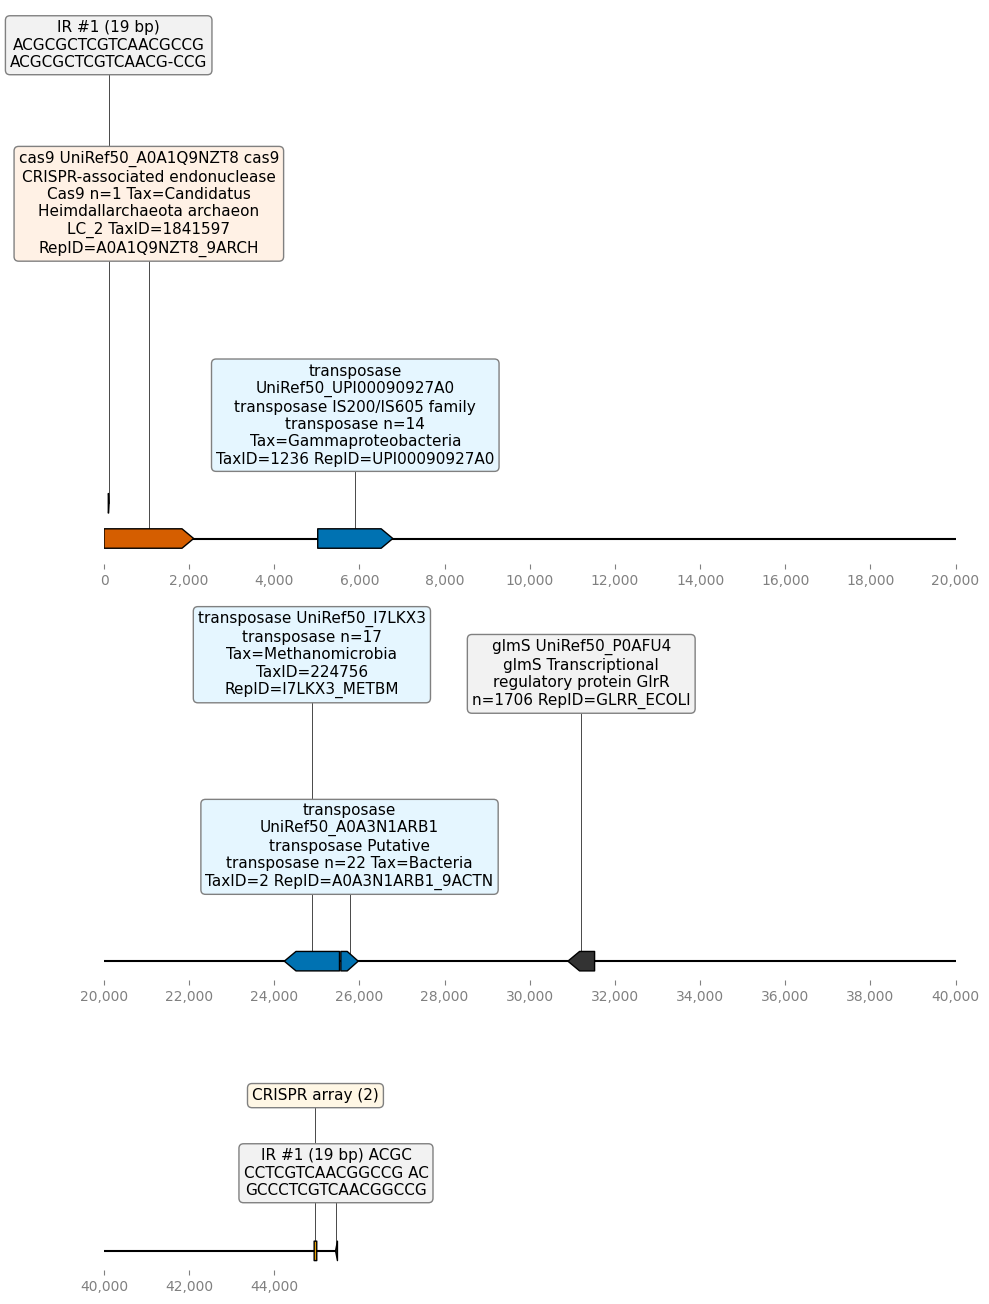 IR #1 (19 bp)
ACGCGCTCGTCAACGCCG
ACGCGCTCGTCAACG-CCG
cas9 UniRef50_A0A1Q9NZT8 cas9
CRISPR-associated endonuclease
Cas9 n=1 Tax=Candidatus
Heimdallarchaeota archaeon
LC_2 TaxID=1841597
RepID=A0A1Q9NZT8_9ARCH
transposase
UniRef50_UPI00090927A0
transposase IS200/IS605 family
transposase n=14
Tax=Gammaproteobacteria
TaxID=1236 RepID=UPI00090927A0
0 2,000 4,000 6,000 8,000 10,000 12,000 14,000 16,000 18,000 20,000
transposase UniRef50_I7LKX3
transposase n=17
Tax=Methanomicrobia
TaxID=224756
RepID=I7LKX3_METBM
glmS UniRef50_P0AFU4
glmS Transcriptional
regulatory protein GlrR
n=1706 RepID=GLRR_ECOLI
transposase
UniRef50_A0A3N1ARB1
transposase Putative
transposase n=22 Tax=Bacteria
TaxID=2 RepID=A0A3N1ARB1_9ACTN
20,000 22,000 24,000 26,000 28,000 30,000 32,000 34,000 36,000 38,000 40,000
CRISPR array (2)
IR #1 (19 bp) ACGC
CCTCGTCAACGGCCG AC
GCCCTCGTCAACGGCCG
40,000 42,000 44,000